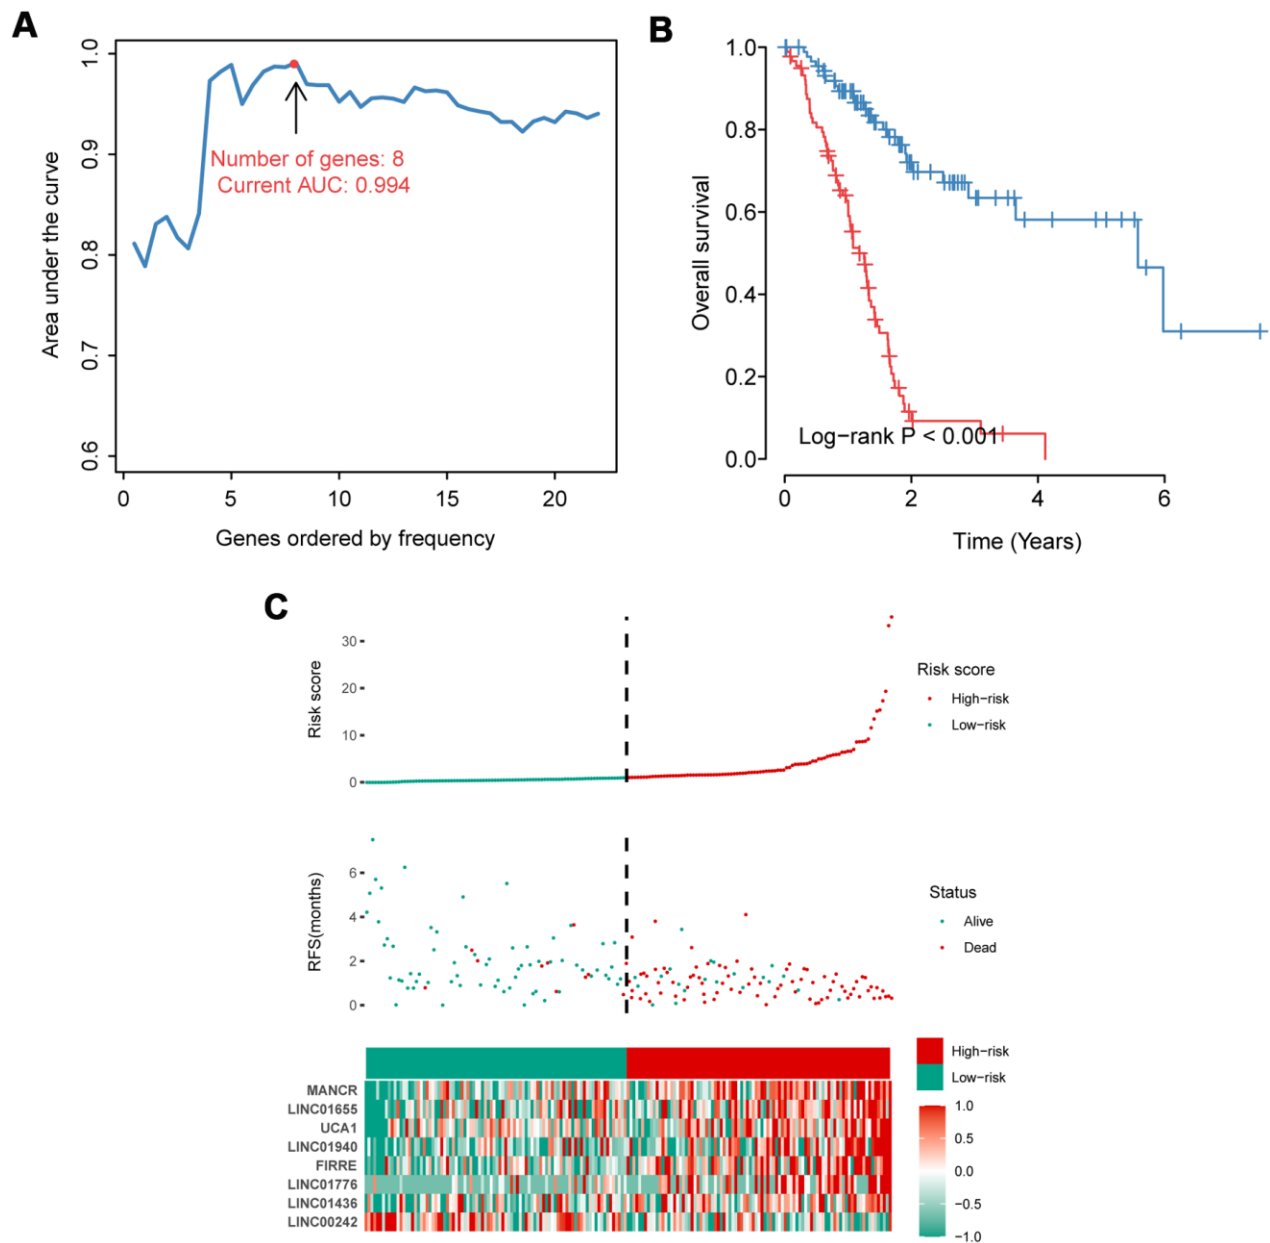 A
1.0
0.9
0.8
0.7
0.6
Area under the curve
Number of genes: 8
Current AUC: 0.994
0 5 10 15 20
Genes ordered by frequency
B
1.0
0.8
0.6
0.4
0.2
0.0
Overall survival
Log−rank P < 0.001
0 2 4 6
Time (Years)
C
30
20
10
0
Risk score
Risk score
High−risk
Low−risk
6
4
2
0
RFS(months)
Status
Alive
Dead
High−risk
Low−risk
MANCR
LINC01655
UCA1
LINC01940
FIRRE
LINC01776
LINC01436
LINC00242
1.0
0.5
0.0
−0.5
−1.0